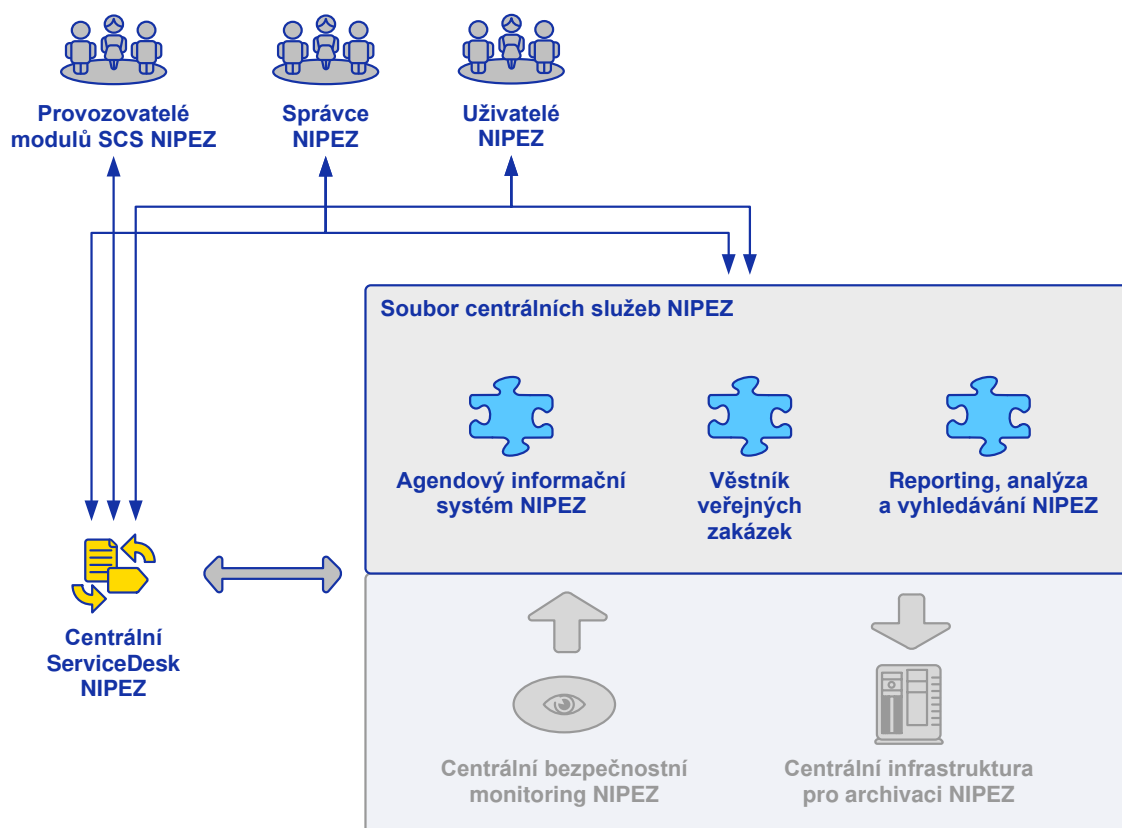 Provozovatelé
modulů SCS NIPEZ
Správce
NIPEZ
Uživatelé
NIPEZ
Soubor centrálních služeb NIPEZ
Agendový informační
systém NIPEZ
Věstník
veřejných
zakázek
Reporting, analýza
a vyhledávání NIPEZ
Centrální
ServiceDesk
NIPEZ
Centrální bezpečnostní
monitoring NIPEZ
Centrální infrastruktura
pro archivaci NIPEZ